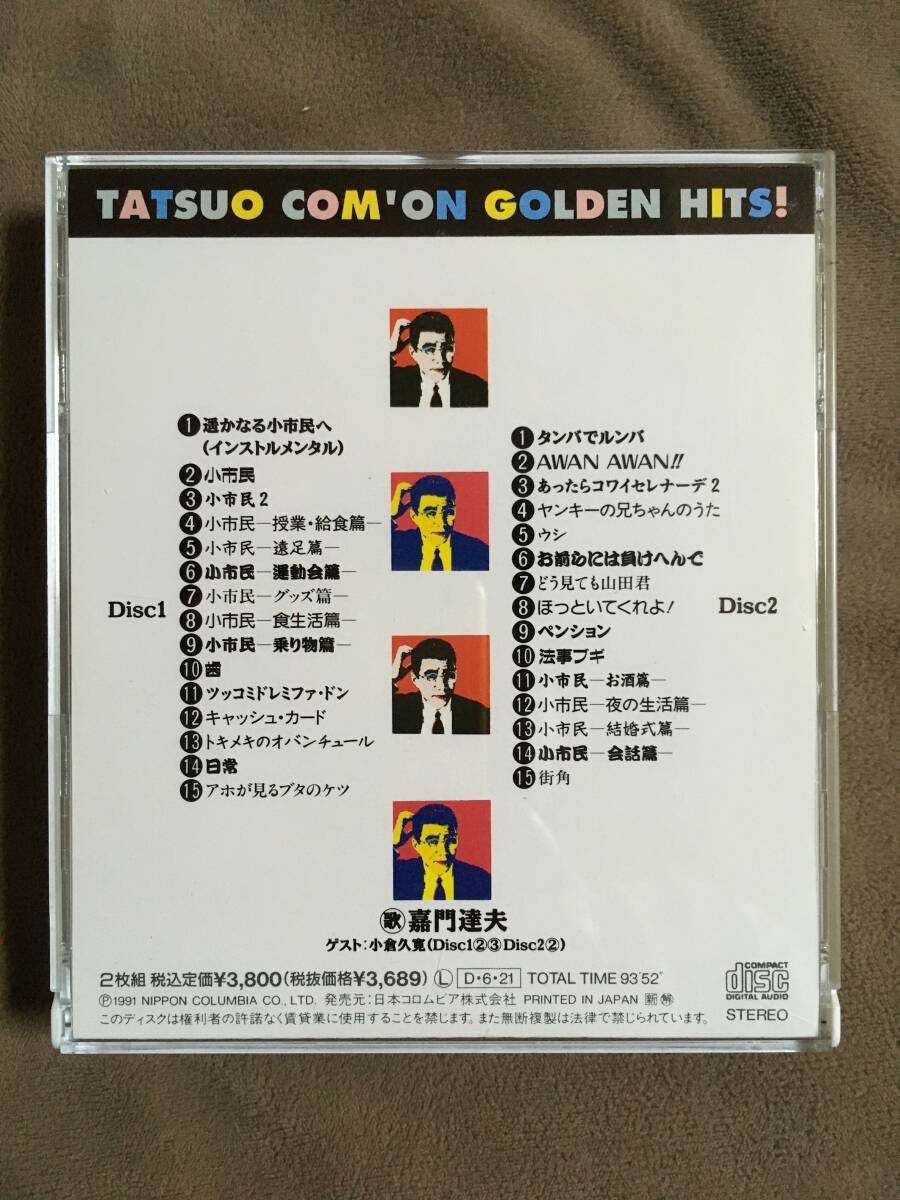 TATSUO COM'ON GOLDEN HITS!
Disc1
❶遥かなる小市民へ
(インストルメンタル)
❷小市民
❸小市民2
❹小市民―授業・給食篇―
❺小市民―遠足篇―
❻小市民―運動会篇―
❼小市民―グッズ篇―
❽小市民―食生活篇―
❾小市民―乗り物篇―
❿歯
⓫ツッコミドレミファ・ドン
⓬キャッシュ・カード
⓭トキメキのオバンチュール
⓮日常
⓯アホが見るブタのケツ
Disc2
❶タンバでルンバ
❷AWAN AWAN!!
❸あったらコワイセレナーデ2
❹ヤンキーの兄ちゃんのうた
❺ウシ
❻お前らには負けへんで
❼どう見ても山田君
❽ほっといてくれよ!
❾ペンション
❿法事ブギ
⓫小市民―お酒篇―
⓬小市民―夜の生活篇―
⓭小市民―結婚式篇―
⓮小市民―会話篇―
⓯街角
歌 嘉門達夫
ゲスト:小倉久寛(Disc1②③Disc2②)
2枚組 税込定価¥3,800(税抜価格¥3,689) Ⓛ D・6・21 TOTAL TIME 93'52"
Ⓟ1991 NIPPON COLUMBIA CO., LTD. 発売元:日本コロムビア株式会社 PRINTED IN JAPAN
このディスクは権利者の許諾なく賃貸業に使用することを禁じます。また無断複製は法律で禁じられています。
COMPACT
disc
DIGITAL AUDIO
STEREO